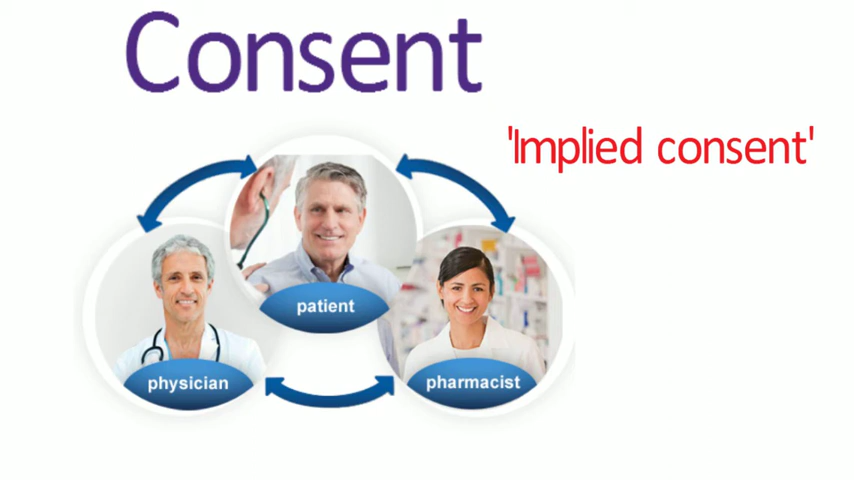 Consent
'Implied consent'
patient
physician
pharmacist